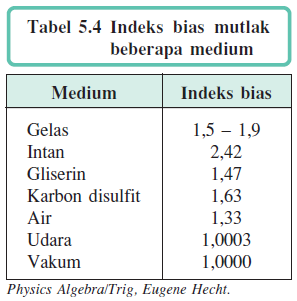 Tabel 5.4 Indeks bias mutlak
beberapa medium
Medium Indeks bias
Gelas 1,5 – 1,9
Intan 2,42
Gliserin 1,47
Karbon disulfit 1,63
Air 1,33
Udara 1,0003
Vakum 1,0000
Physics Algebra/Trig, Eugene Hecht.